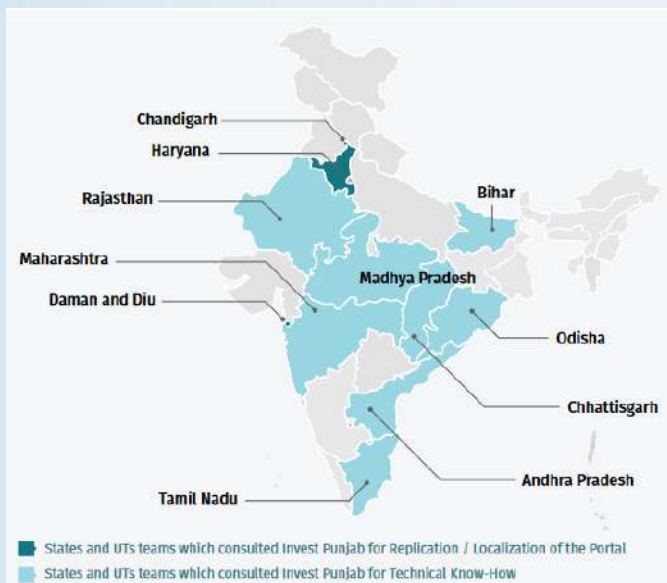 Chandigarh
Haryana
Rajasthan
Bihar
Maharashtra
Madhya Pradesh
Daman and Diu
Odisha
Chhattisgarh
Andhra Pradesh
Tamil Nadu
States and UTs teams which consulted Invest Punjab for Replication / Localization of the Portal
States and UTs teams which consulted Invest Punjab for Technical Know-How